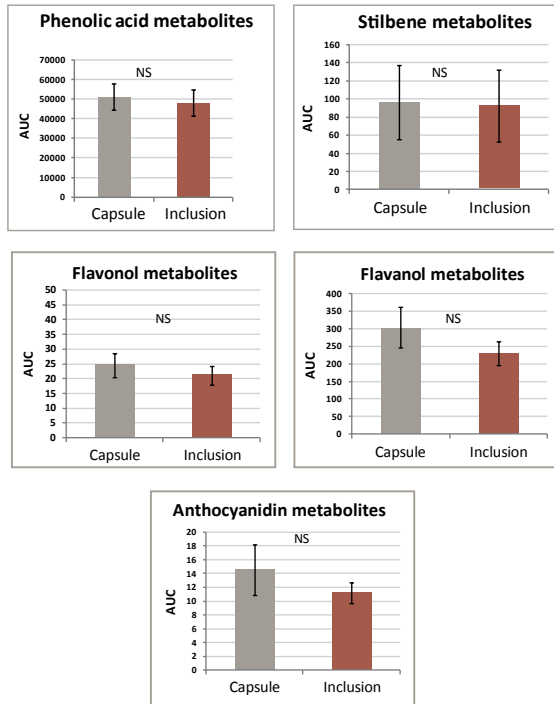 Phenolic acid metabolites
NS
70000
60000
50000
40000
30000
20000
10000
0
AUC
Capsule Inclusion
Stilbene metabolites
NS
160
140
120
100
80
60
40
20
0
AUC
Capsule Inclusion
Flavonol metabolites
NS
50
45
40
35
30
25
20
15
10
5
0
AUC
Capsule Inclusion
Flavanol metabolites
NS
400
350
300
250
200
150
100
50
0
AUC
Capsule Inclusion
Anthocyanidin metabolites
NS
20
18
16
14
12
10
8
6
4
2
0
AUC
Capsule Inclusion